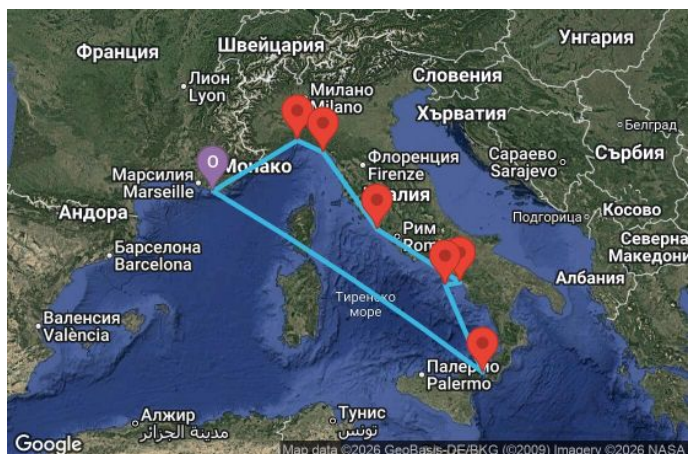 Франция
Швейцария
Унгария
Лион
Lyon
Милано
Milano
Словения
Хърватия
Белград
О
Монако
Марсилия
Marseille
Флоренция
Firenze
Сараево
Sarajevo
Сърбия
Андора
Рим
Подгорица
Косово
Барселона
Barcelona
Северна
Македони
Албания
Тиренско
море
Валенсия
València
Палермо
Palermo
Алжир
مدينة الجزائر
Тунис
تونس
Google
Map data ©2026 GeoBasis-DE/BKG (©2009) Imagery ©2026 NASA